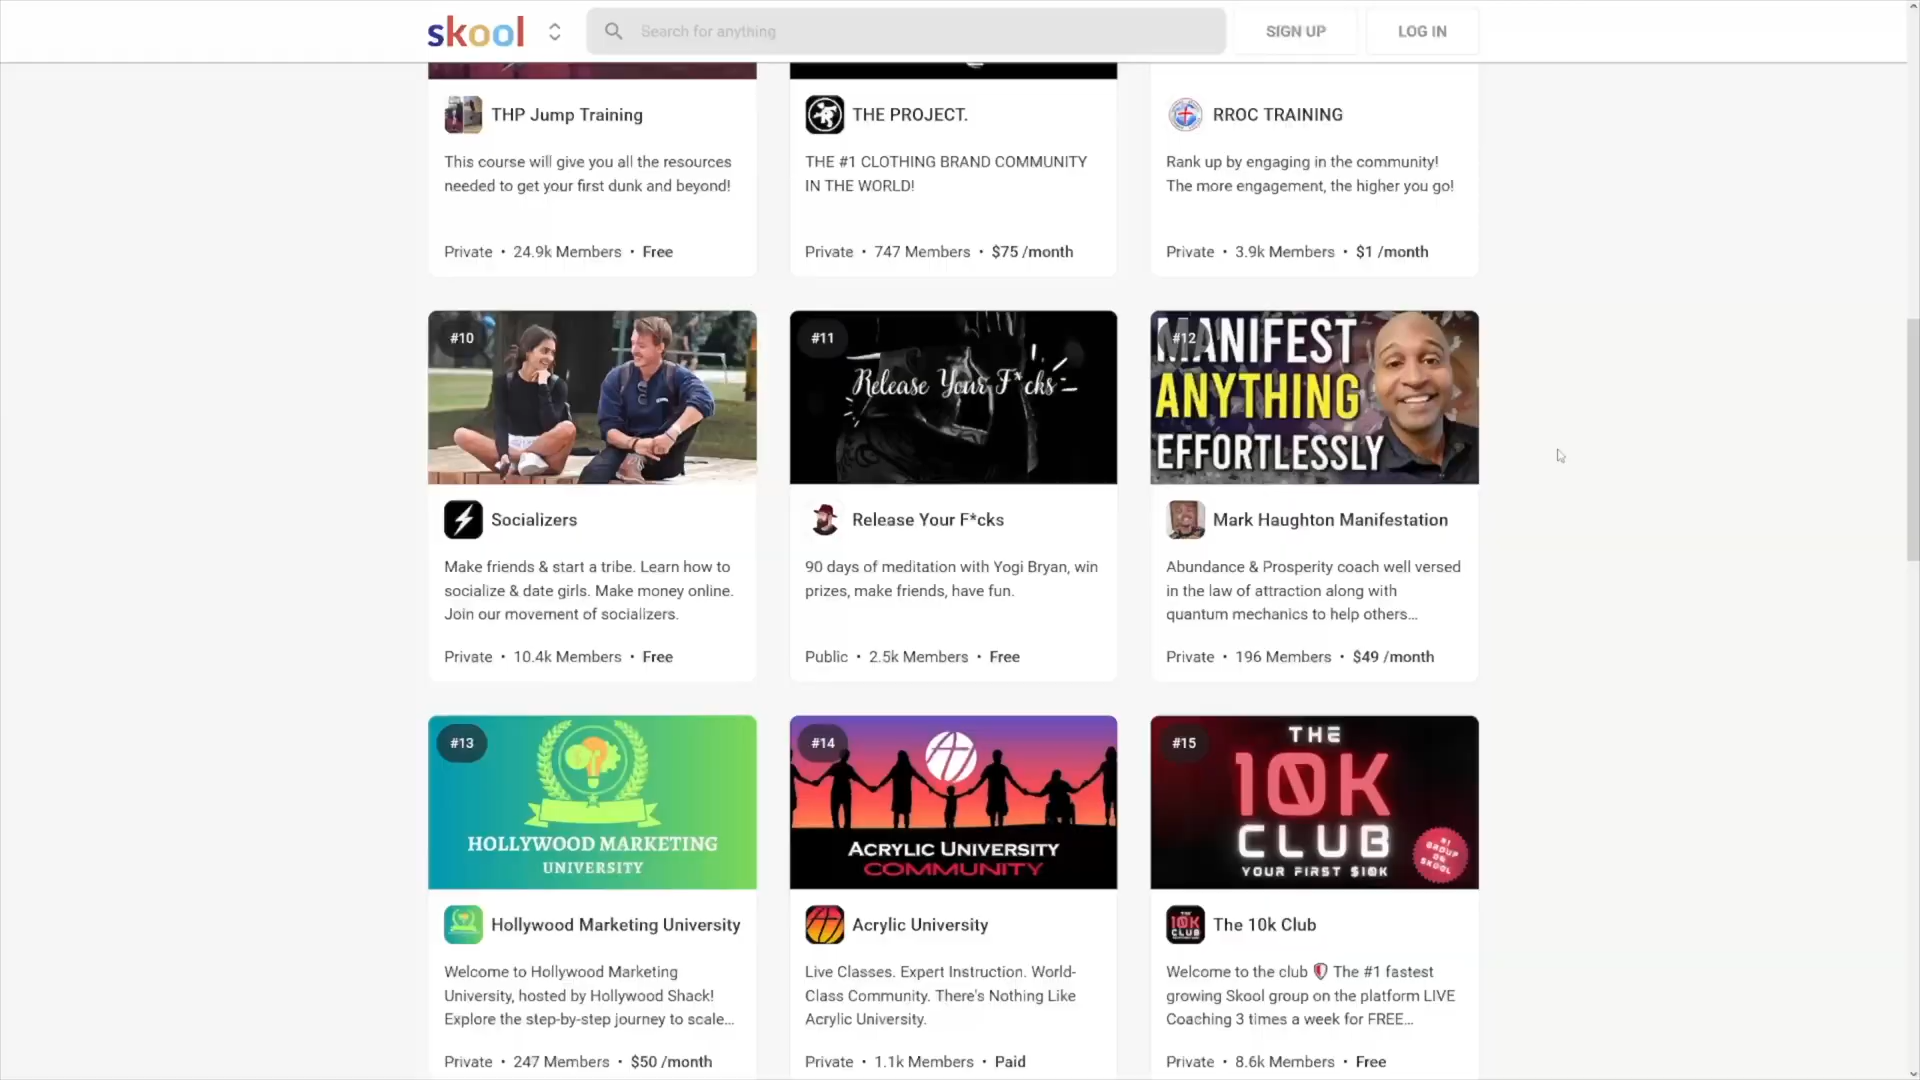 skool
Search for anything
SIGN UP
LOG IN
THP Jump Training
This course will give you all the resources
needed to get your first dunk and beyond!
Private • 24.9k Members • Free
THE PROJECT.
THE #1 CLOTHING BRAND COMMUNITY
IN THE WORLD!
Private • 747 Members • $75 /month
RROC TRAINING
Rank up by engaging in the community!
The more engagement, the higher you go!
Private • 3.9k Members • $1 /month
#10
Socializers
Make friends & start a tribe. Learn how to
socialize & date girls. Make money online.
Join our movement of socializers.
Private • 10.4k Members • Free
#11
Release Your F*cks
Release Your F*cks
90 days of meditation with Yogi Bryan, win
prizes, make friends, have fun.
Public • 2.5k Members • Free
#12
MANIFEST
ANYTHING
EFFORTLESSLY
Mark Haughton Manifestation
Abundance & Prosperity coach well versed
in the law of attraction along with
quantum mechanics to help others...
Private • 196 Members • $49 /month
#13
HOLLYWOOD MARKETING
UNIVERSITY
Hollywood Marketing University
Welcome to Hollywood Marketing
University, hosted by Hollywood Shack!
Explore the step-by-step journey to scale...
Private • 247 Members • $50 /month
#14
ACRYLIC UNIVERSITY
COMMUNITY
Acrylic University
Live Classes. Expert Instruction. World-
Class Community. There's Nothing Like
Acrylic University.
Private • 1.1k Members • Paid
#15
THE
10K
CLUB
YOUR FIRST $10K
#1
GROUP
ON
SKOOL
THE
10K
CLUB
The 10k Club
Welcome to the club 🛡️ The #1 fastest
growing Skool group on the platform LIVE
Coaching 3 times a week for FREE...
Private • 8.6k Members • Free